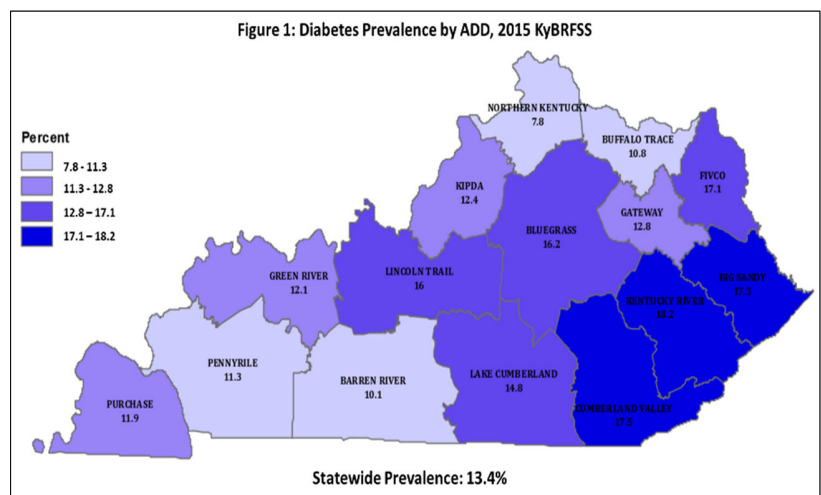 Figure 1: Diabetes Prevalence by ADD, 2015 KyBRFSS
NORTHERN KENTUCKY
7.8
Percent
7.8 - 11.3
11.3 - 12.8
12.8 – 17.1
17.1 – 18.2
BUFFALO TRACE
10.8
FIVCO
17.1
KIPDA
12.4
GATEWAY
12.8
BLUEGRASS
16.2
LINCOLN TRAIL
16
GREEN RIVER
12.1
BIG SANDY
KENTUCKY RIVER
18.2
PENNYRILE
11.3
LAKE CUMBERLAND
14.8
BARREN RIVER
10.1
PURCHASE
11.9
CUMBERLAND VALLEY
17.5
Statewide Prevalence: 13.4%